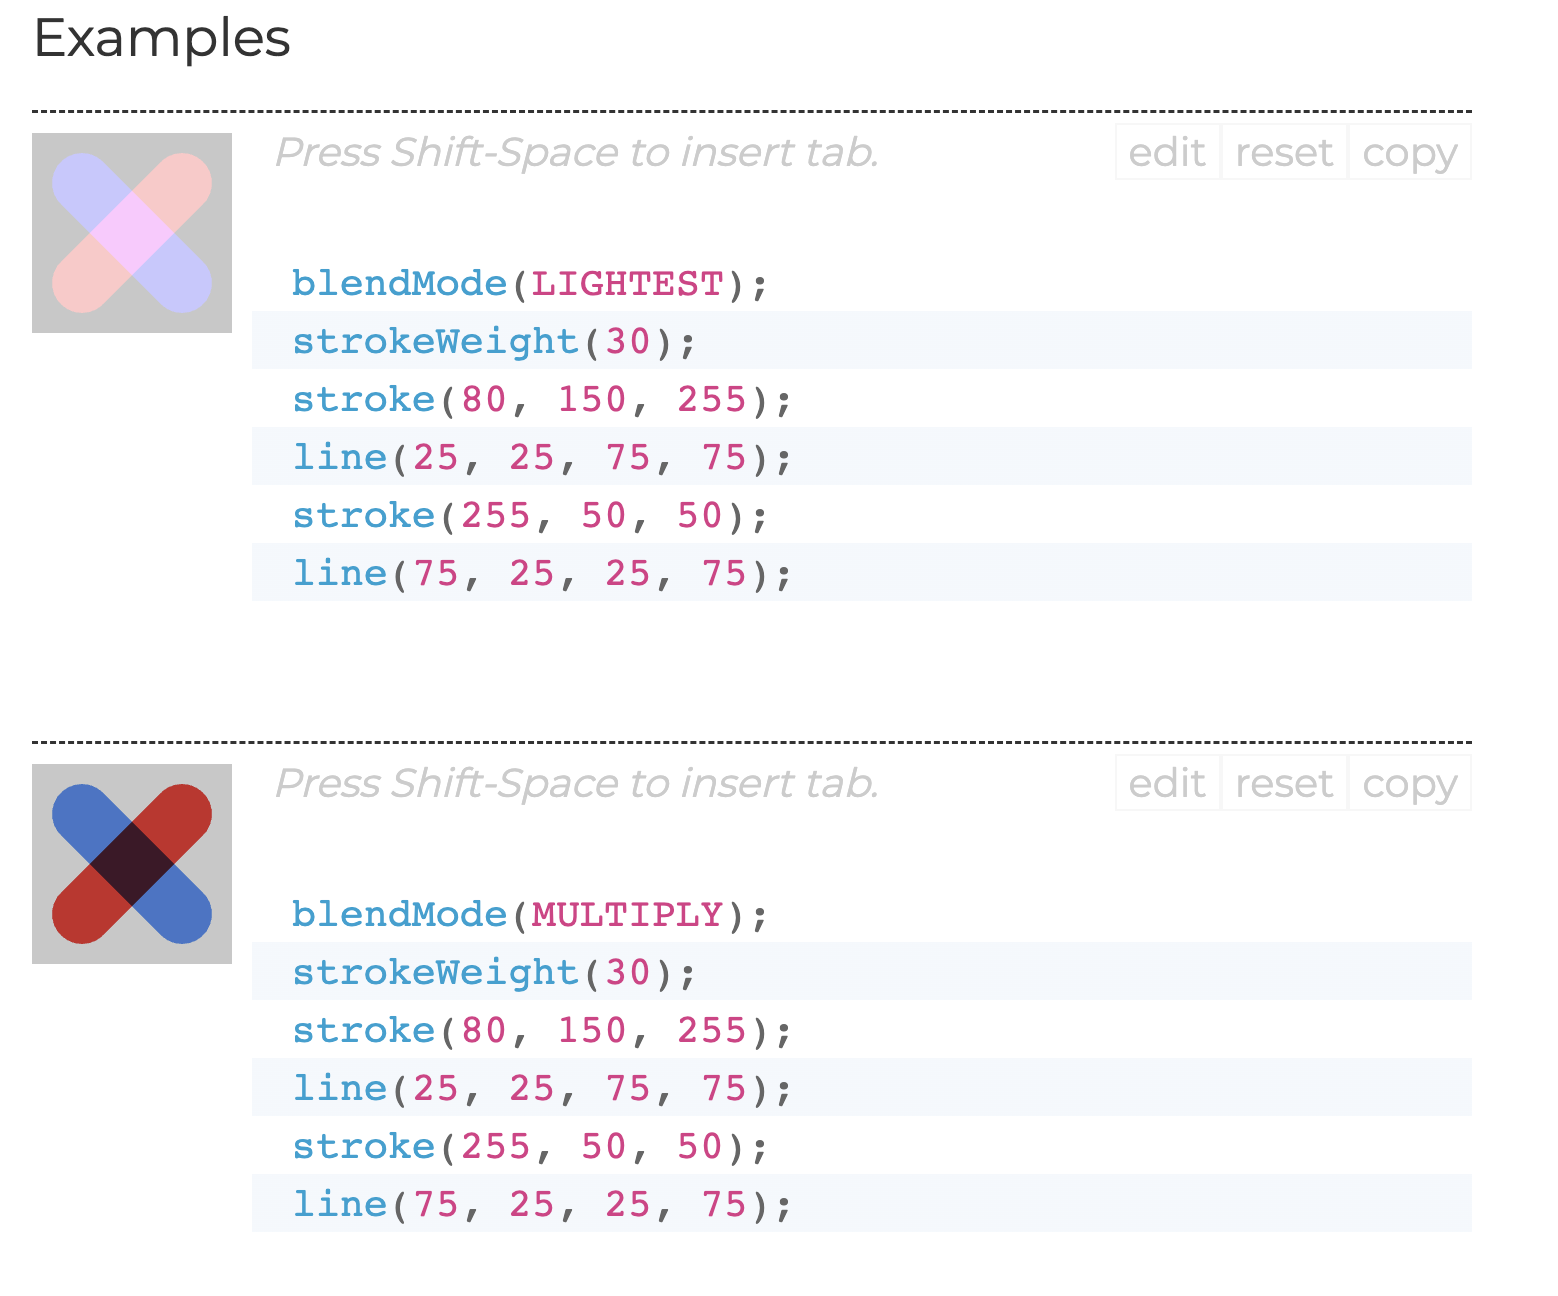 Examples
Press Shift-Space to insert tab.
edit reset copy
blendMode(LIGHTEST);
strokeWeight(30);
stroke(80, 150, 255);
line(25, 25, 75, 75);
stroke(255, 50, 50);
line(75, 25, 25, 75);
Press Shift-Space to insert tab.
edit reset copy
blendMode(MULTIPLY);
strokeWeight(30);
stroke(80, 150, 255);
line(25, 25, 75, 75);
stroke(255, 50, 50);
line(75, 25, 25, 75);